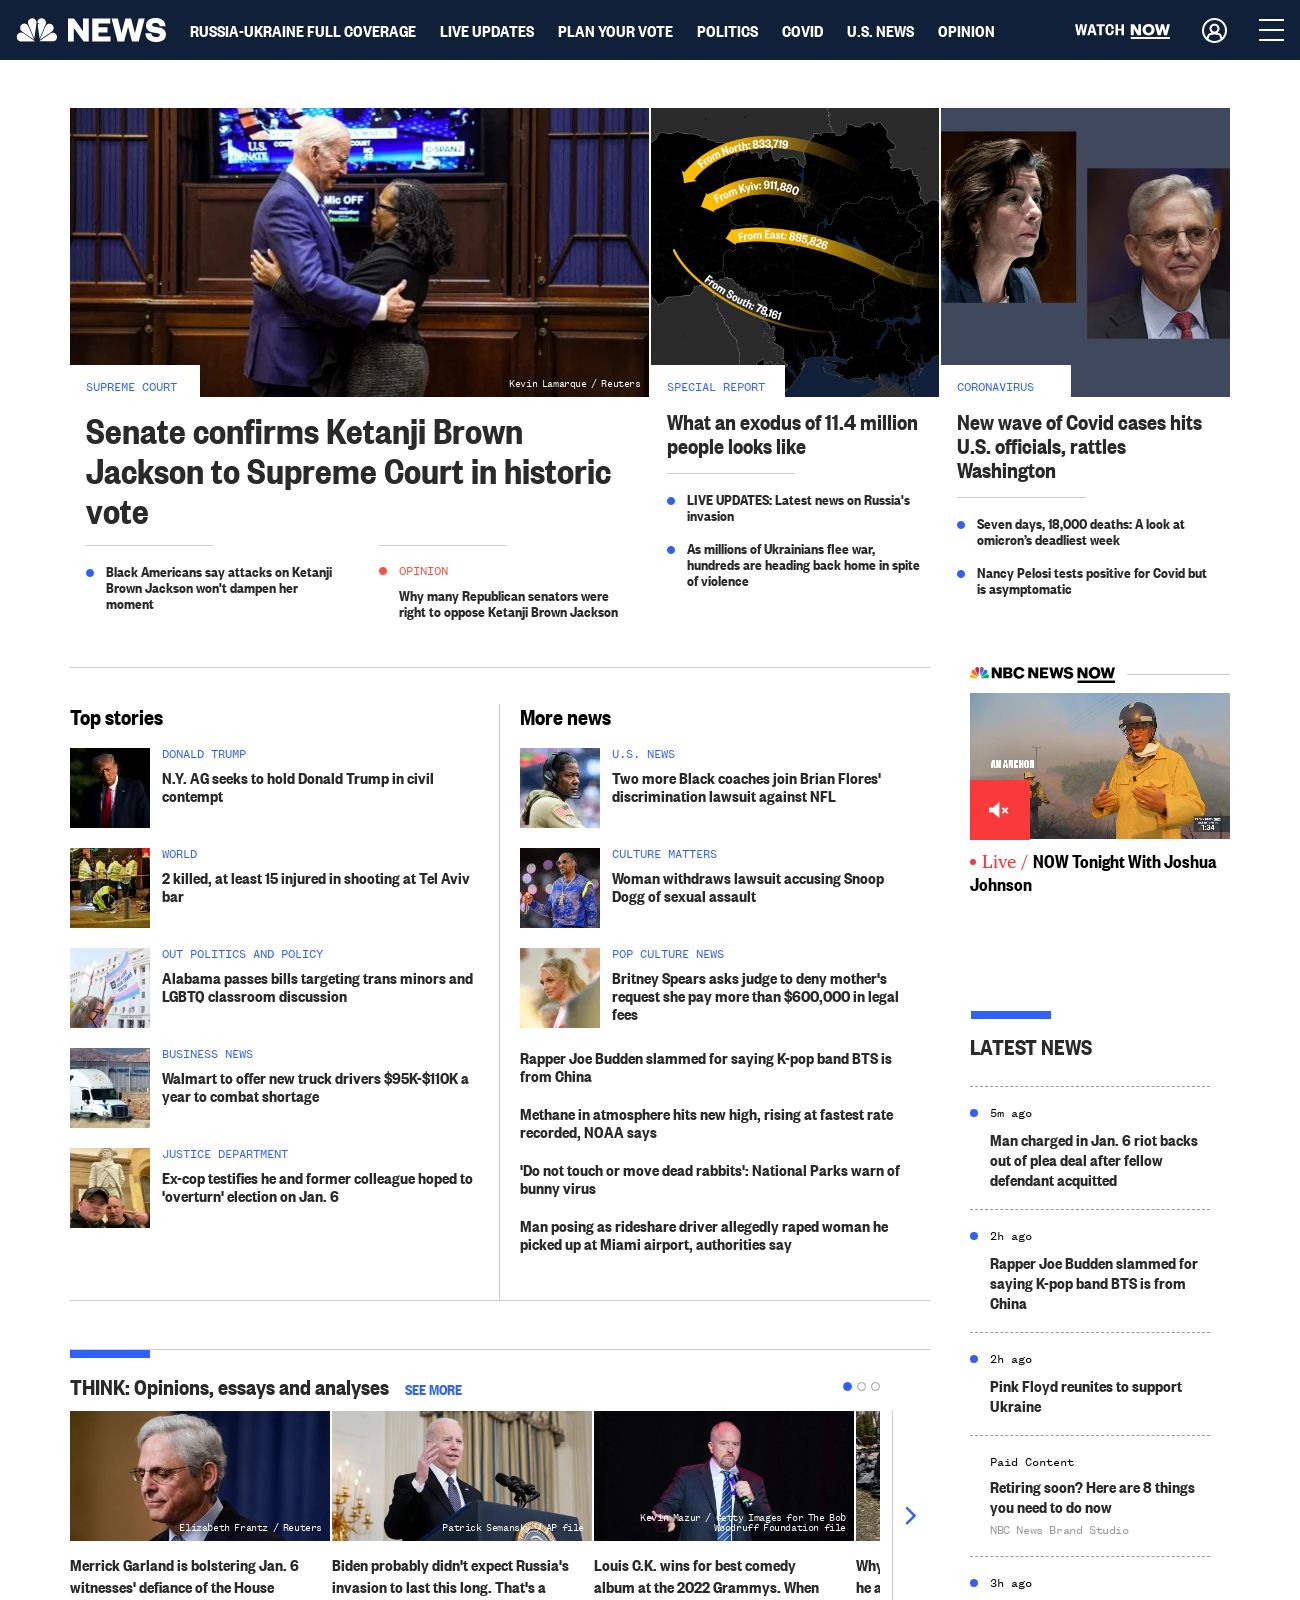 NEWS
RUSSIA-UKRAINE FULL COVERAGE
LIVE UPDATES
PLAN YOUR VOTE
POLITICS
COVID
U.S. NEWS
OPINION
WATCH NOW
U.S.
SENATE
C-SPAN2
Mic OFF
Presentation
Unclassified
Kevin Lamarque / Reuters
SUPREME COURT
Senate confirms Ketanji Brown
Jackson to Supreme Court in historic
vote
Black Americans say attacks on Ketanji
Brown Jackson won't dampen her
moment
OPINION
Why many Republican senators were
right to oppose Ketanji Brown Jackson
From North: 833,719
From Kyiv: 911,880
From East: 885,826
From South: 78,161
SPECIAL REPORT
What an exodus of 11.4 million
people looks like
LIVE UPDATES: Latest news on Russia's
invasion
As millions of Ukrainians flee war,
hundreds are heading back home in spite
of violence
CORONAVIRUS
New wave of Covid cases hits
U.S. officials, rattles
Washington
Seven days, 18,000 deaths: A look at
omicron's deadliest week
Nancy Pelosi tests positive for Covid but
is asymptomatic
Top stories
DONALD TRUMP
N.Y. AG seeks to hold Donald Trump in civil
contempt
WORLD
2 killed, at least 15 injured in shooting at Tel Aviv
bar
OUT POLITICS AND POLICY
Alabama passes bills targeting trans minors and
LGBTQ classroom discussion
BUSINESS NEWS
Walmart to offer new truck drivers $95K-$110K a
year to combat shortage
JUSTICE DEPARTMENT
Ex-cop testifies he and former colleague hoped to
'overturn' election on Jan. 6
More news
U.S. NEWS
Two more Black coaches join Brian Flores'
discrimination lawsuit against NFL
CULTURE MATTERS
Woman withdraws lawsuit accusing Snoop
Dogg of sexual assault
POP CULTURE NEWS
Britney Spears asks judge to deny mother's
request she pay more than $600,000 in legal
fees
Rapper Joe Budden slammed for saying K-pop band BTS is
from China
Methane in atmosphere hits new high, rising at fastest rate
recorded, NOAA says
'Do not touch or move dead rabbits': National Parks warn of
bunny virus
Man posing as rideshare driver allegedly raped woman he
picked up at Miami airport, authorities say
NBC NEWS NOW
AN ANCHOR
1:34
• Live / NOW Tonight With Joshua
Johnson
LATEST NEWS
5m ago
Man charged in Jan. 6 riot backs
out of plea deal after fellow
defendant acquitted
2h ago
Rapper Joe Budden slammed for
saying K-pop band BTS is from
China
2h ago
Pink Floyd reunites to support
Ukraine
Paid Content
Retiring soon? Here are 8 things
you need to do now
NBC News Brand Studio
3h ago
THINK: Opinions, essays and analyses
SEE MORE
Elizabeth Frantz / Reuters
Merrick Garland is bolstering Jan. 6
witnesses' defiance of the House
Patrick Semansky / AP file
Biden probably didn't expect Russia's
invasion to last this long. That's a
Kevin Mazur / Getty Images for The Bob
Woodruff Foundation file
Louis C.K. wins for best comedy
album at the 2022 Grammys. When
Why
he a